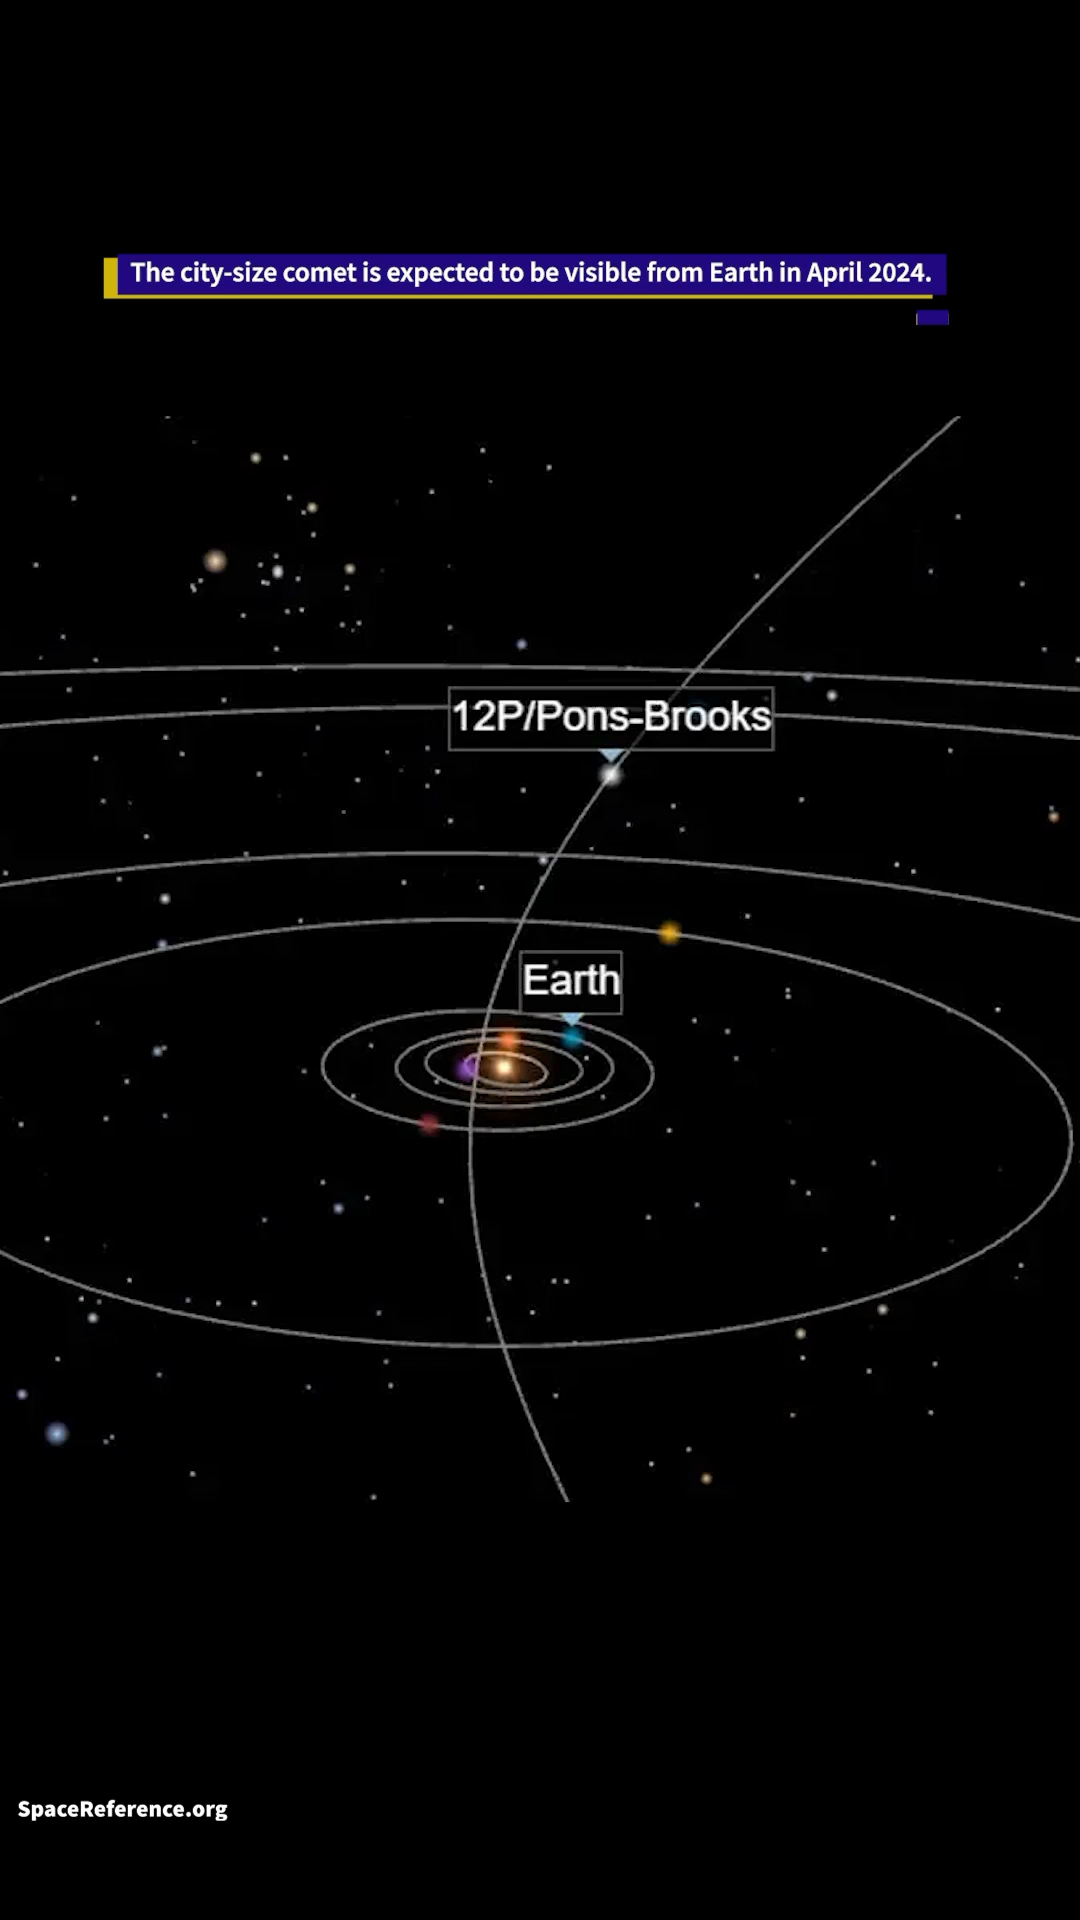 The city-size comet is expected to be visible from Earth in April 2024.
12P/Pons-Brooks
Earth
SpaceReference.org